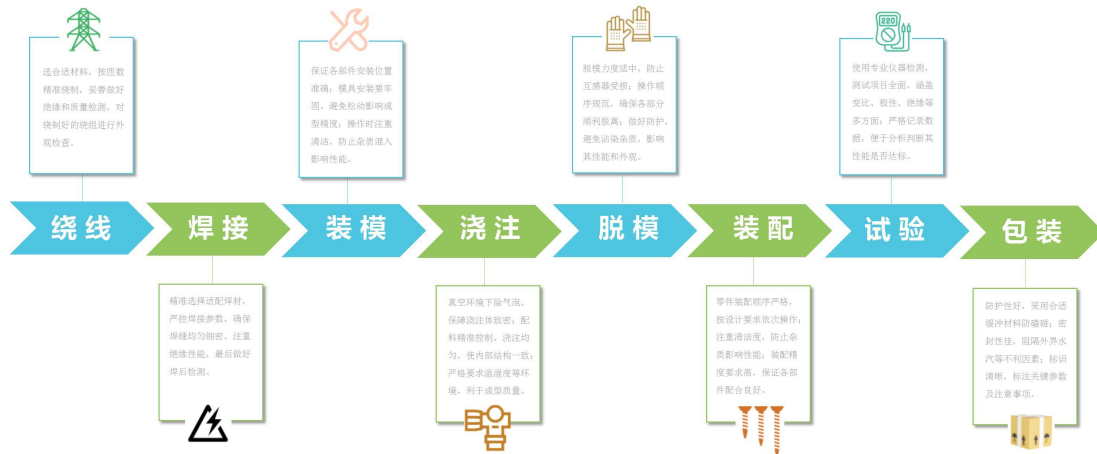 220
选合适材料，按匝数
精准绕制，妥善做好
绝缘和质量检测，对
绕制好的绕组进行外
观检查。
保证各部件安装位置
准确；模具安装要牢
固，避免松动影响成
型精度；操作时注重
清洁，防止杂质混入
影响性能。
脱模力度适中，防止
互感器受损；操作顺
序规范，确保各部分
顺利脱离；做好防护，
避免沾染杂质，影响
其性能和外观。
使用专业仪器检测，
测试项目全面，涵盖
变比、极性、绝缘等
多方面；严格记录数
据，便于分析判断其
性能是否达标。
绕线
焊接
装模
浇注
脱模
装配
试验
包装
精准选择适配焊材，
严控焊接参数，确保
焊缝均匀细密，注重
绝缘性能，最后做好
焊后检测。
真空环境下除气泡，
保障浇注体致密；配
料精准控制，浇注均
匀，使内部结构一致；
严格要求温湿度等环
境，利于成型质量。
零件装配顺序严格，
按设计要求依次操作；
注重清洁度，防止杂
质影响性能；装配精
度要求高，保证各部
件配合良好。
防护性好，采用合适
缓冲材料防磕碰；密
封性佳，阻隔外界水
汽等不利因素；标识
清晰，标注关键参数
及注意事项。